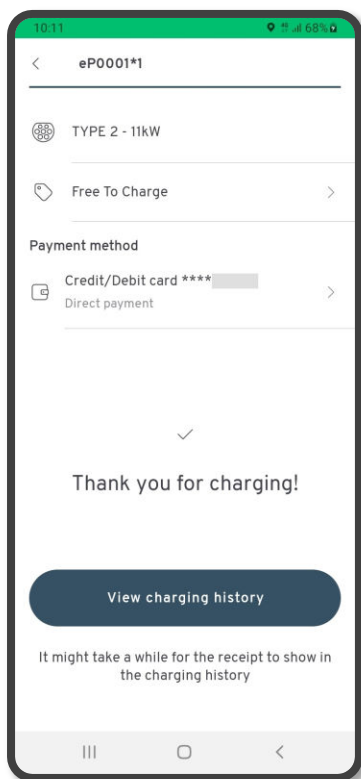 10:11 68%
eP0001*1
TYPE 2 - 11kW
Free To Charge
Payment method
Credit/Debit card ****
Direct payment
Thank you for charging!
View charging history
It might take a while for the receipt to show in
the charging history